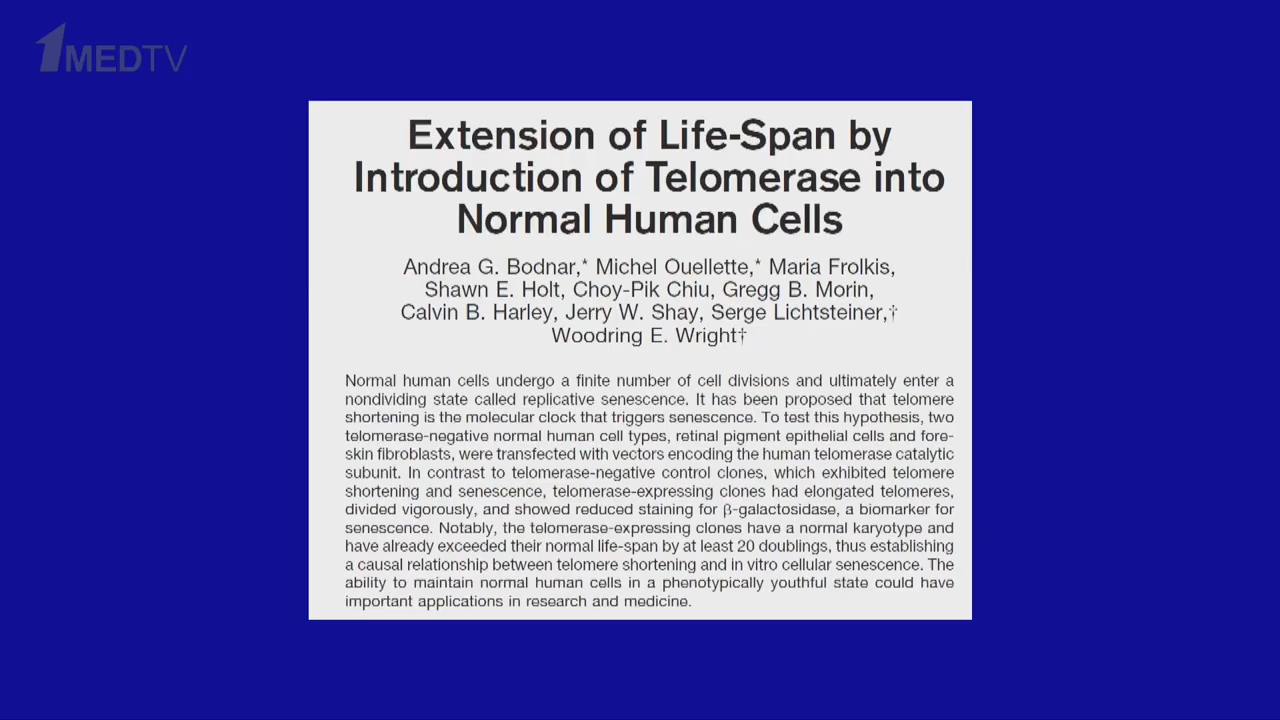 1MEDTV
Extension of Life-Span by
Introduction of Telomerase into
Normal Human Cells
Andrea G. Bodnar,* Michel Ouellette,* Maria Frolkis,
Shawn E. Holt, Choy-Pik Chiu, Gregg B. Morin,
Calvin B. Harley, Jerry W. Shay, Serge Lichtsteiner,†
Woodring E. Wright†
Normal human cells undergo a finite number of cell divisions and ultimately enter a
nondividing state called replicative senescence. It has been proposed that telomere
shortening is the molecular clock that triggers senescence. To test this hypothesis, two
telomerase-negative normal human cell types, retinal pigment epithelial cells and fore-
skin fibroblasts, were transfected with vectors encoding the human telomerase catalytic
subunit. In contrast to telomerase-negative control clones, which exhibited telomere
shortening and senescence, telomerase-expressing clones had elongated telomeres,
divided vigorously, and showed reduced staining for β-galactosidase, a biomarker for
senescence. Notably, the telomerase-expressing clones have a normal karyotype and
have already exceeded their normal life-span by at least 20 doublings, thus establishing
a causal relationship between telomere shortening and in vitro cellular senescence. The
ability to maintain normal human cells in a phenotypically youthful state could have
important applications in research and medicine.